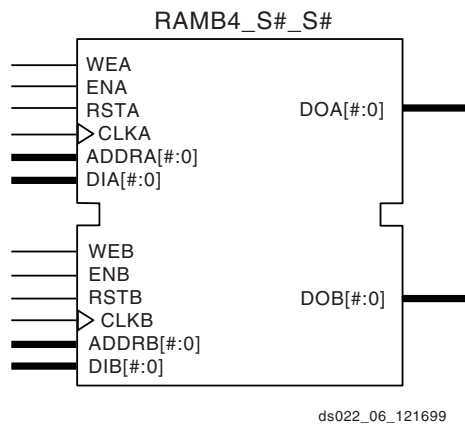 RAMB4_S#_S#
WEA
ENA
RSTA
CLKA
ADDRA[#:0]
DIA[#:0]
DOA[#:0]
WEB
ENB
RSTB
CLKB
ADDRB[#:0]
DIB[#:0]
DOB[#:0]
ds022_06_121699